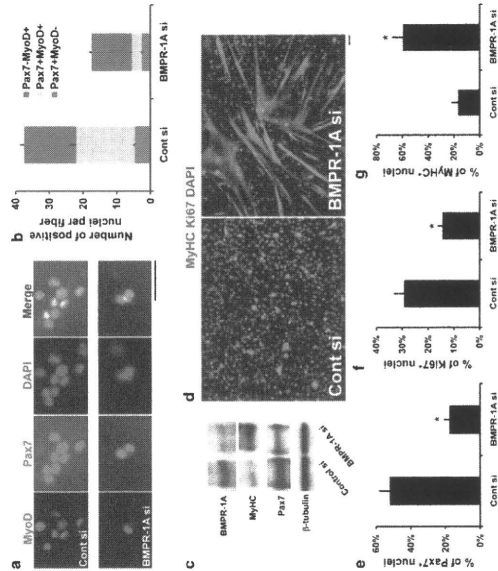 a
MyoD Pax7 DAPI Merge
Cont si
BMPR-1A si
b
Number of positive
nuclei per fiber
40
30
20
10
0
Pax7-MyoD+
Pax7+MyoD+
Pax7+MyoD-
Cont si BMPR-1A si
c
BMPR-1A
MyHC
Pax7
β-tubulin
Control si BMPR-1A si
d
MyHC Ki67 DAPI
Cont si BMPR-1A si
e
% of Pax7⁺ nuclei
60%
40%
20%
0%
*
Cont si BMPR-1A si
f
% of Ki67⁺ nuclei
40%
30%
20%
10%
0%
*
Cont si BMPR-1A si
g
% of MyHC⁺ nuclei
80%
60%
40%
20%
0%
*
Cont si BMPR-1A si